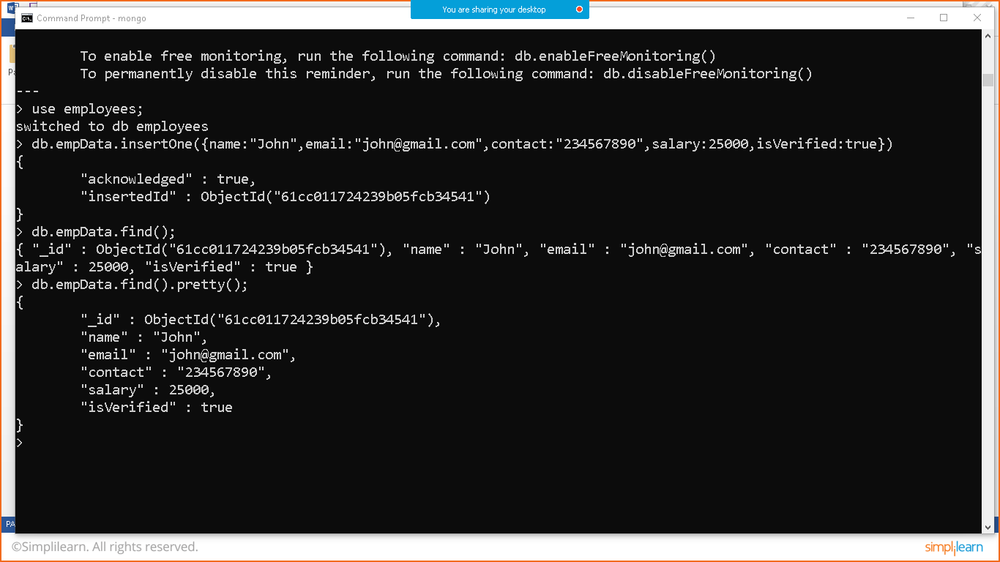 You are sharing your desktop
Command Prompt - mongo
To enable free monitoring, run the following command: db.enableFreeMonitoring()
To permanently disable this reminder, run the following command: db.disableFreeMonitoring()
---
> use employees;
switched to db employees
> db.empData.insertOne({name:"John",email:"john@gmail.com",contact:"234567890",salary:25000,isVerified:true})
{
"acknowledged" : true,
"insertedId" : ObjectId("61cc011724239b05fcb34541")
}
> db.empData.find();
{ "_id" : ObjectId("61cc011724239b05fcb34541"), "name" : "John", "email" : "john@gmail.com", "contact" : "234567890", "s
alary" : 25000, "isVerified" : true }
> db.empData.find().pretty();
{
"_id" : ObjectId("61cc011724239b05fcb34541"),
"name" : "John",
"email" : "john@gmail.com",
"contact" : "234567890",
"salary" : 25000,
"isVerified" : true
}
>
Pa
PA
©Simplilearn. All rights reserved.
simplilearn